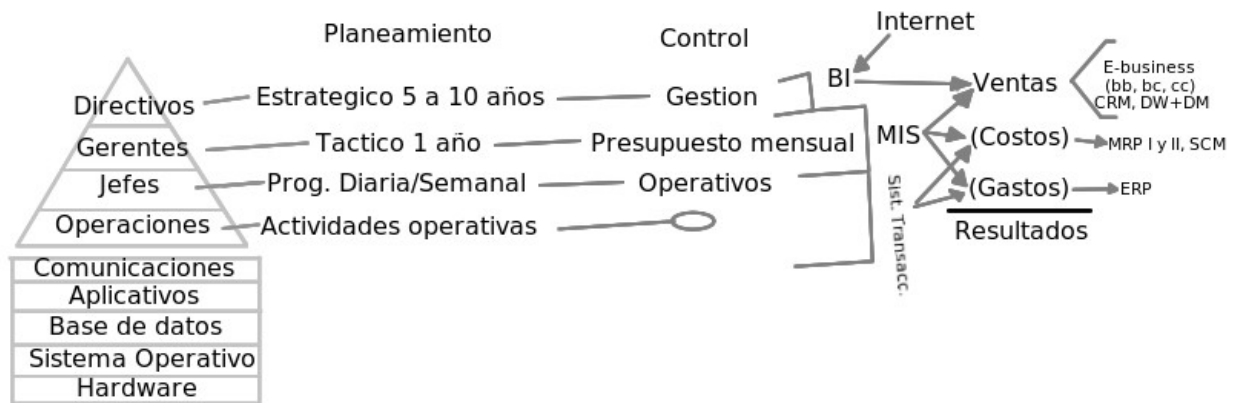 Planeamiento
Control
Internet
Directivos
Estrategico 5 a 10 años
Gestion
BI
Ventas
E-business
(bb, bc, cc)
CRM, DW+DM
Gerentes
Tactico 1 año
Presupuesto mensual
MIS
(Costos)
MRP I y II, SCM
Jefes
Prog. Diaria/Semanal
Operativos
Sist. Transacc.
(Gastos)
ERP
Operaciones
Actividades operativas
Resultados
Comunicaciones
Aplicativos
Base de datos
Sistema Operativo
Hardware